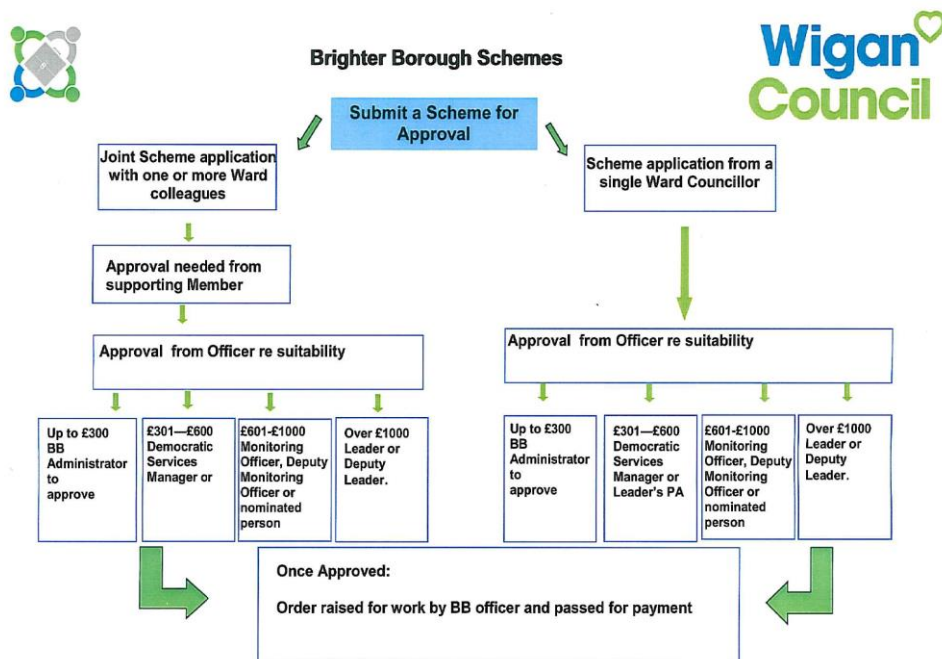 Brighter Borough Schemes
Wigan
Council
Submit a Scheme for
Approval
Joint Scheme application
with one or more Ward
colleagues
Scheme application from a
single Ward Councillor
Approval needed from
supporting Member
Approval from Officer re suitability
Approval from Officer re suitability
Up to £300
BB
Administrator
to
approve
£301—£600
Democratic
Services
Manager or
£601-£1000
Monitoring
Officer, Deputy
Monitoring
Officer or
nominated
person
Over £1000
Leader or
Deputy
Leader.
Up to £300
BB
Administrator
to
approve
£301—£600
Democratic
Services
Manager or
Leader's PA
£601-£1000
Monitoring
Officer, Deputy
Monitoring
Officer or
nominated
person
Over £1000
Leader or
Deputy
Leader.
Once Approved:
Order raised for work by BB officer and passed for payment